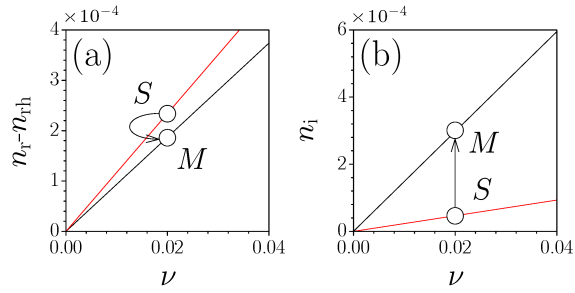 ×10⁻⁴
(a)
S
M
n_r-n_rh
4
3
2
1
0
0.00 0.02 0.04
ν
×10⁻⁴
(b)
M
S
n_i
6
4
2
0
0.00 0.02 0.04
ν